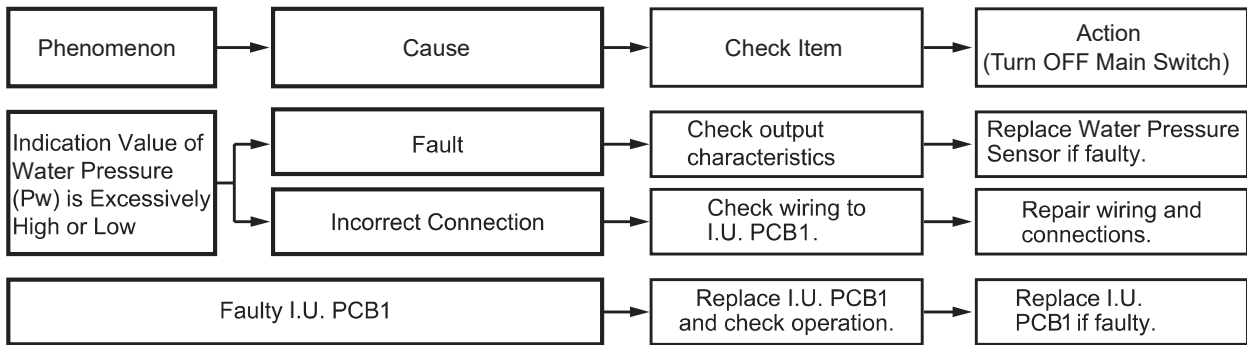 Phenomenon
Cause
Check Item
Action
(Turn OFF Main Switch)
Indication Value of
Water Pressure
(Pw) is Excessively
High or Low
Fault
Check output
characteristics
Replace Water Pressure
Sensor if faulty.
Incorrect Connection
Check wiring to
I.U. PCB1.
Repair wiring and
connections.
Faulty I.U. PCB1
Replace I.U. PCB1
and check operation.
Replace I.U.
PCB1 if faulty.